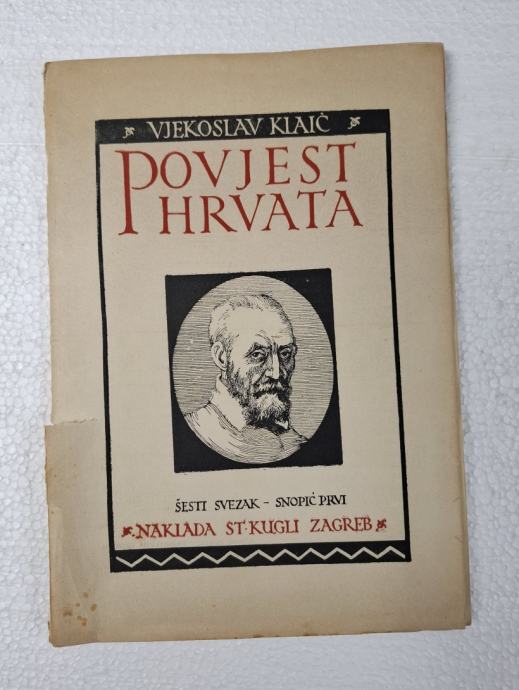 VJEKOSLAV KLAIĆ
POVJEST
HRVATA
ŠESTI SVEZAK – SNOPIĆ PRVI
NAKLADA ST·KUGLI ZAGREB